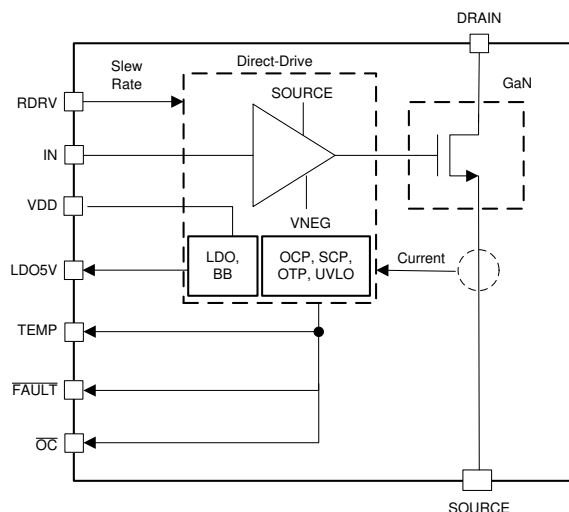 DRAIN
Slew
Rate
Direct-Drive
GaN
RDRV
SOURCE
IN
VDD
VNEG
LDO,
BB
OCP, SCP,
OTP, UVLO
Current
LDO5V
TEMP
FAULT
OC
SOURCE